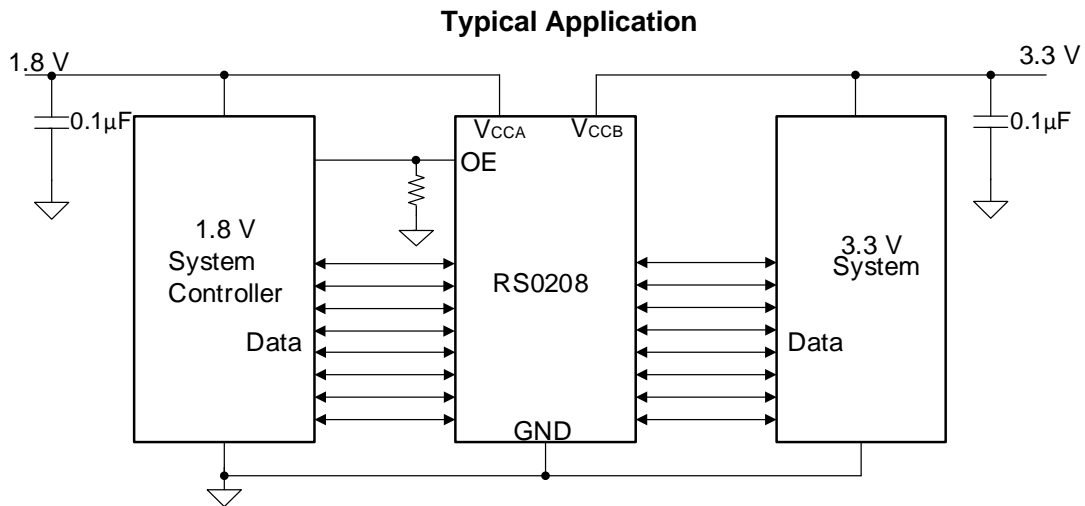 Typical Application
1.8 V
3.3 V
0.1μF
VCCA
VCCB
0.1μF
OE
1.8 V
System
Controller
Data
RS0208
3.3 V
System
Data
GND